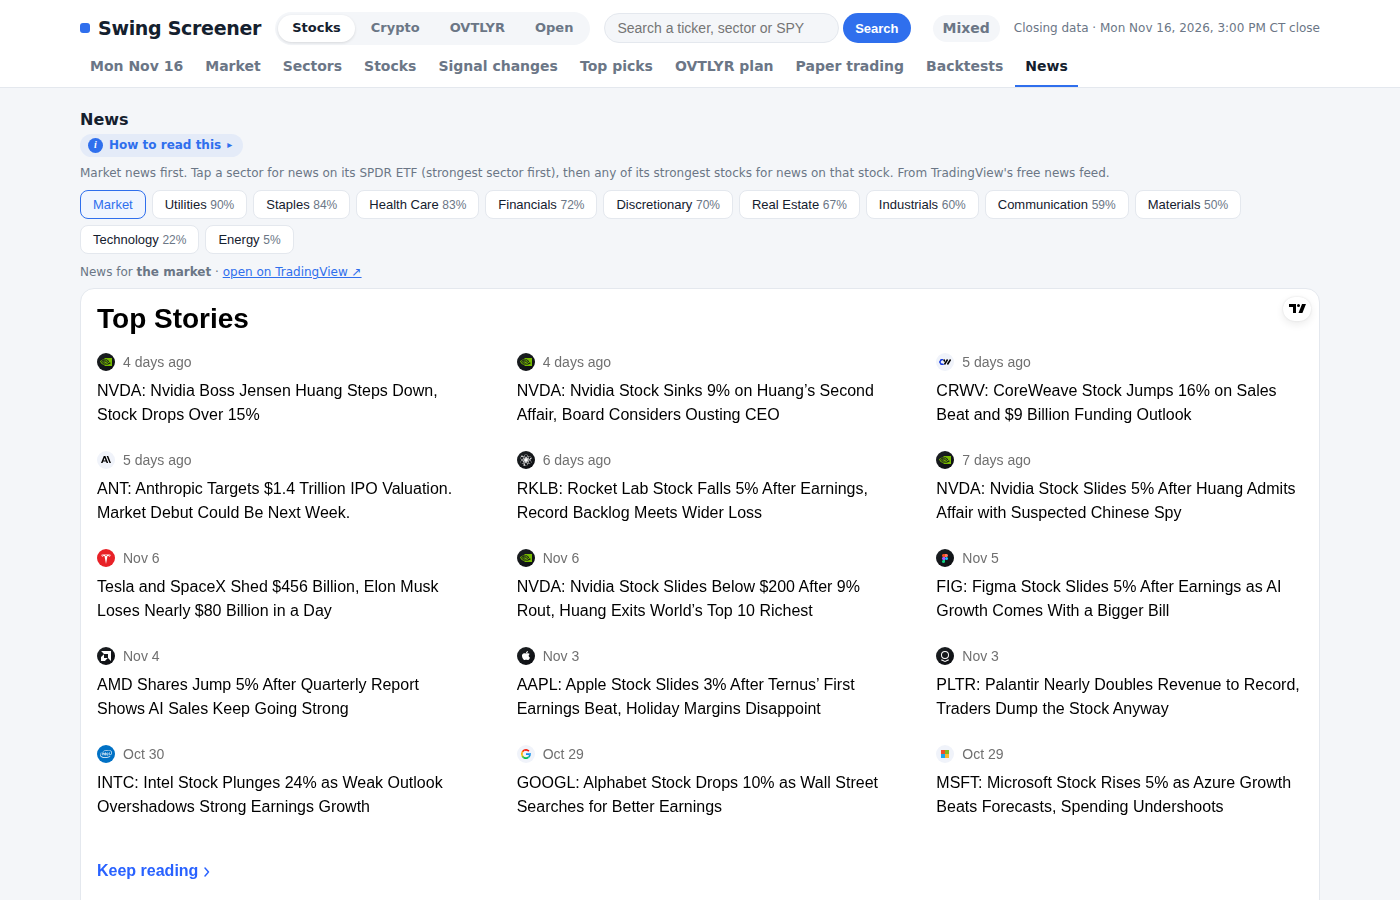 Swing Screener
Stocks Crypto OVTLYR Open
Search a ticker, sector or SPY
Search
Mixed
Closing data · Mon Nov 16, 2026, 3:00 PM CT close
Mon Nov 16 Market Sectors Stocks Signal changes Top picks OVTLYR plan Paper trading Backtests News
News
i How to read this ▸
Market news first. Tap a sector for news on its SPDR ETF (strongest sector first), then any of its strongest stocks for news on that stock. From TradingView's free news feed.
Market Utilities 90% Staples 84% Health Care 83% Financials 72% Discretionary 70% Real Estate 67% Industrials 60% Communication 59% Materials 50%
Technology 22% Energy 5%
News for the market · open on TradingView ↗
Top Stories
4 days ago
NVDA: Nvidia Boss Jensen Huang Steps Down,
Stock Drops Over 15%
4 days ago
NVDA: Nvidia Stock Sinks 9% on Huang’s Second
Affair, Board Considers Ousting CEO
5 days ago
CRWV: CoreWeave Stock Jumps 16% on Sales
Beat and $9 Billion Funding Outlook
5 days ago
ANT: Anthropic Targets $1.4 Trillion IPO Valuation.
Market Debut Could Be Next Week.
6 days ago
RKLB: Rocket Lab Stock Falls 5% After Earnings,
Record Backlog Meets Wider Loss
7 days ago
NVDA: Nvidia Stock Slides 5% After Huang Admits
Affair with Suspected Chinese Spy
Nov 6
Tesla and SpaceX Shed $456 Billion, Elon Musk
Loses Nearly $80 Billion in a Day
Nov 6
NVDA: Nvidia Stock Slides Below $200 After 9%
Rout, Huang Exits World’s Top 10 Richest
Nov 5
FIG: Figma Stock Slides 5% After Earnings as AI
Growth Comes With a Bigger Bill
Nov 4
AMD Shares Jump 5% After Quarterly Report
Shows AI Sales Keep Going Strong
Nov 3
AAPL: Apple Stock Slides 3% After Ternus’ First
Earnings Beat, Holiday Margins Disappoint
Nov 3
PLTR: Palantir Nearly Doubles Revenue to Record,
Traders Dump the Stock Anyway
Oct 30
INTC: Intel Stock Plunges 24% as Weak Outlook
Overshadows Strong Earnings Growth
Oct 29
GOOGL: Alphabet Stock Drops 10% as Wall Street
Searches for Better Earnings
Oct 29
MSFT: Microsoft Stock Rises 5% as Azure Growth
Beats Forecasts, Spending Undershoots
Keep reading ›